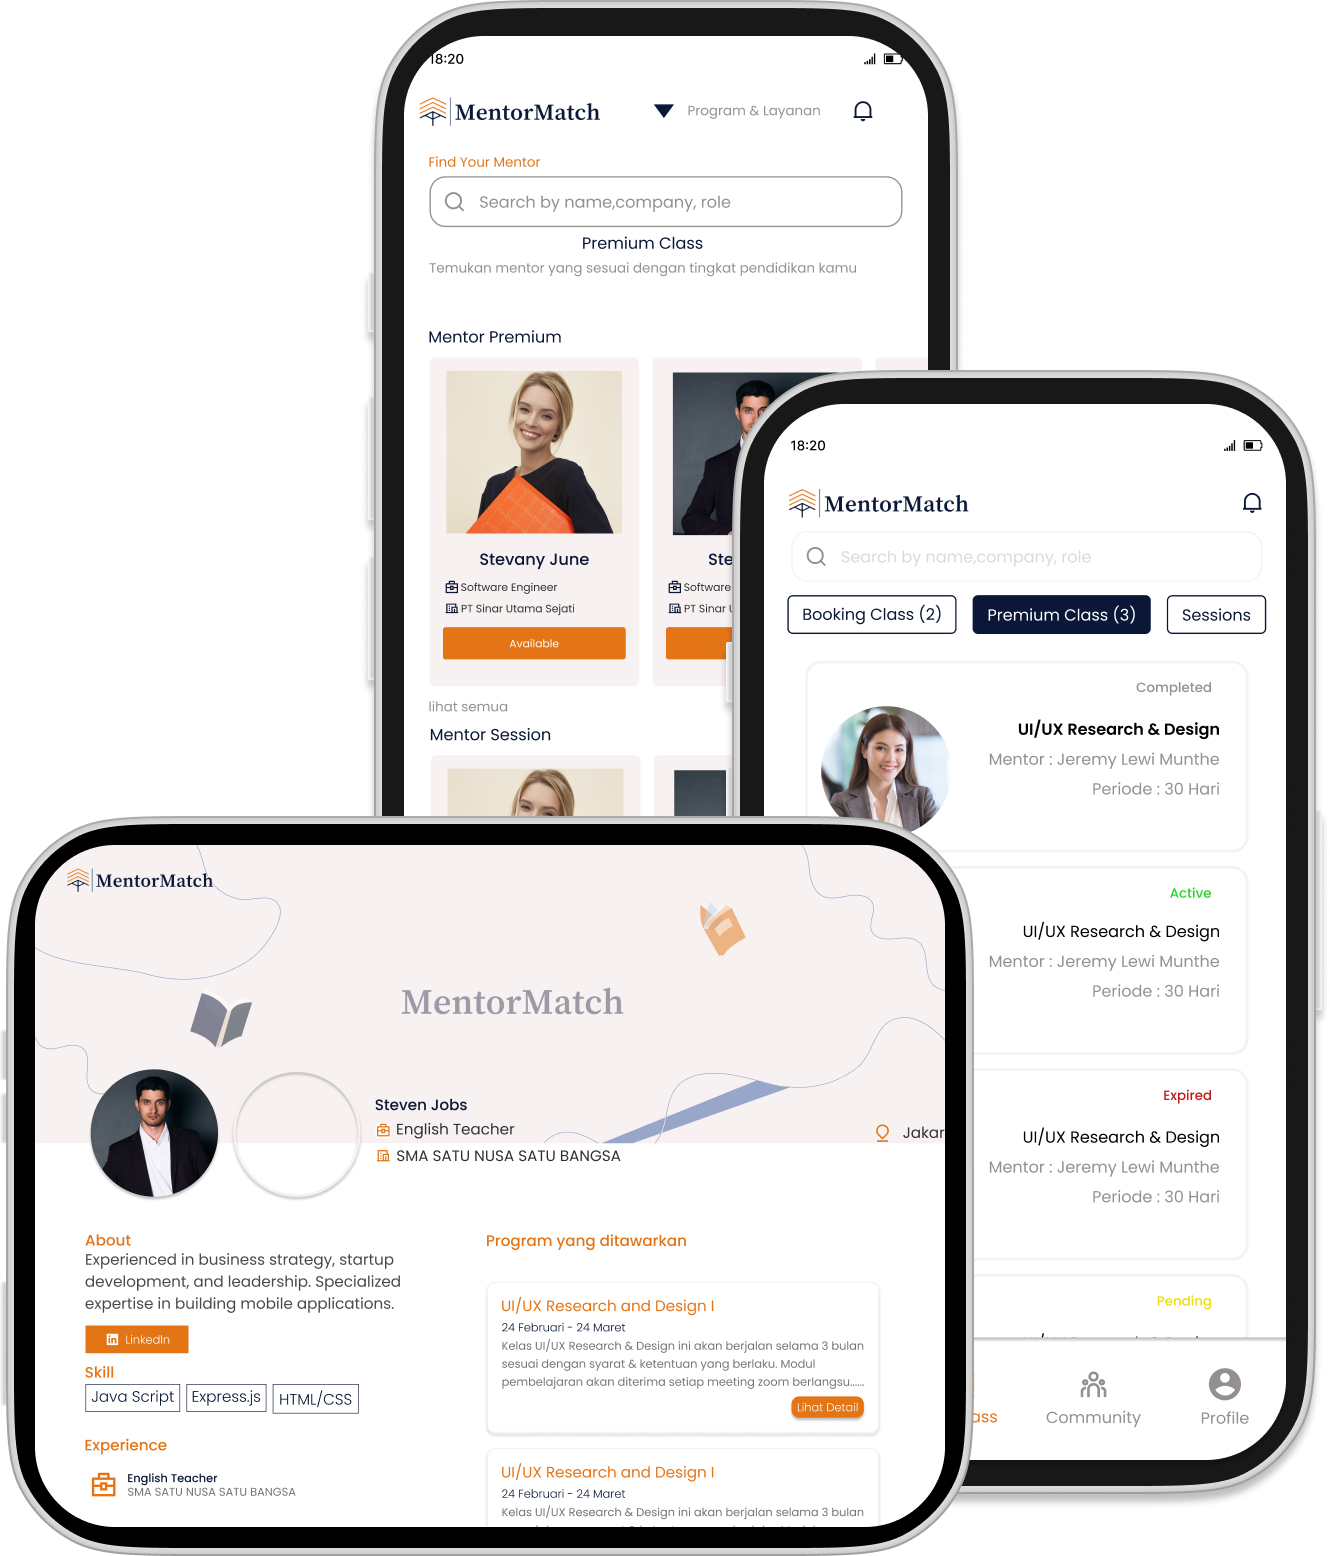 18:20
MentorMatch
Program & Layanan
Find Your Mentor
Search by name,company, role
Premium Class
Temukan mentor yang sesuai dengan tingkat pendidikan kamu
Mentor Premium
Stevany June
Software Engineer
PT Sinar Utama Sejati
Available
Ste
Software
PT Sinar
lihat semua
Mentor Session
18:20
MentorMatch
Search by name,company, role
Booking Class (2)
Premium Class (3)
Sessions
Completed
UI/UX Research & Design
Mentor : Jeremy Lewi Munthe
Periode : 30 Hari
Active
UI/UX Research & Design
Mentor : Jeremy Lewi Munthe
Periode : 30 Hari
Expired
UI/UX Research & Design
Mentor : Jeremy Lewi Munthe
Periode : 30 Hari
Pending
ass
Community
Profile
MentorMatch
MentorMatch
Steven Jobs
English Teacher
SMA SATU NUSA SATU BANGSA
Jakar
About
Experienced in business strategy, startup
development, and leadership. Specialized
expertise in building mobile applications.
LinkedIn
Skill
Java Script
Express.js
HTML/CSS
Experience
English Teacher
SMA SATU NUSA SATU BANGSA
Program yang ditawarkan
UI/UX Research and Design I
24 Februari - 24 Maret
Kelas UI/UX Research & Design ini akan berjalan selama 3 bulan
sesuai dengan syarat & ketentuan yang berlaku. Modul
pembelajaran akan diterima setiap meeting zoom berlangsu......
Lihat Detail
UI/UX Research and Design I
24 Februari - 24 Maret
Kelas UI/UX Research & Design ini akan berjalan selama 3 bulan